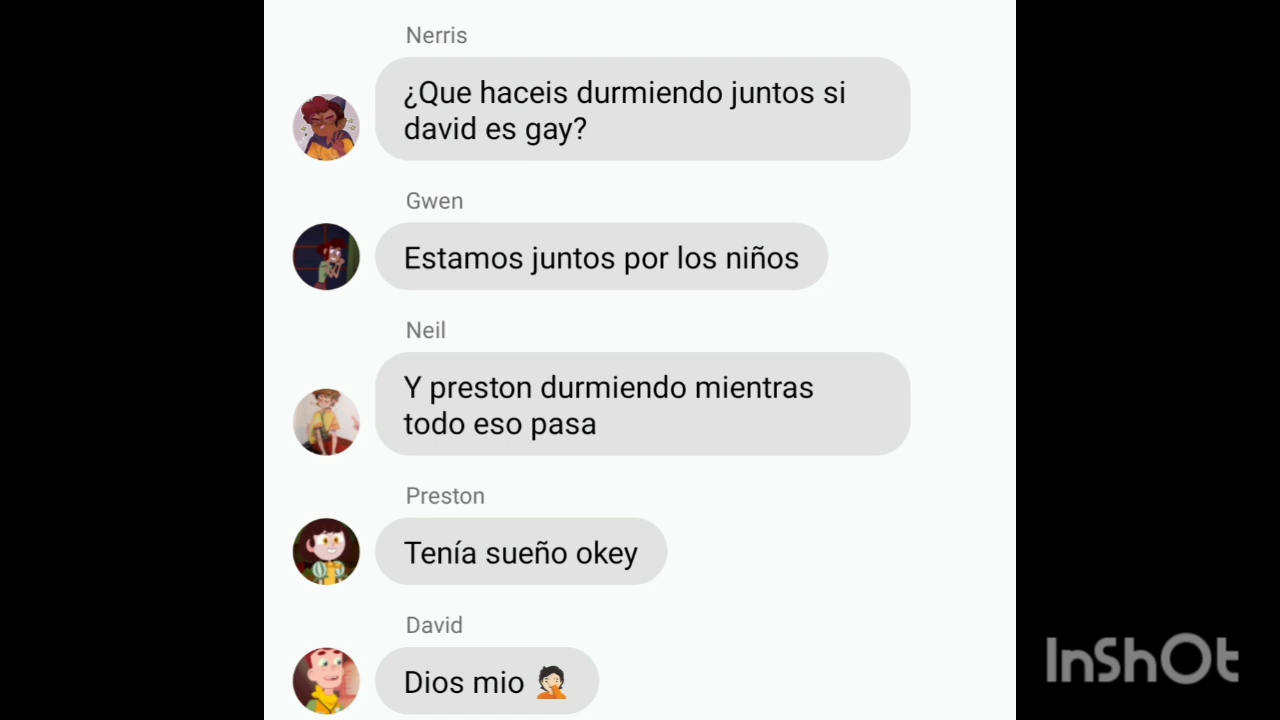 Nerris
¿Que haceis durmiendo juntos si
david es gay?
Gwen
Estamos juntos por los niños
Neil
Y preston durmiendo mientras
todo eso pasa
Preston
Tenía sueño okey
David
Dios mio 🤦🏻
InShOt